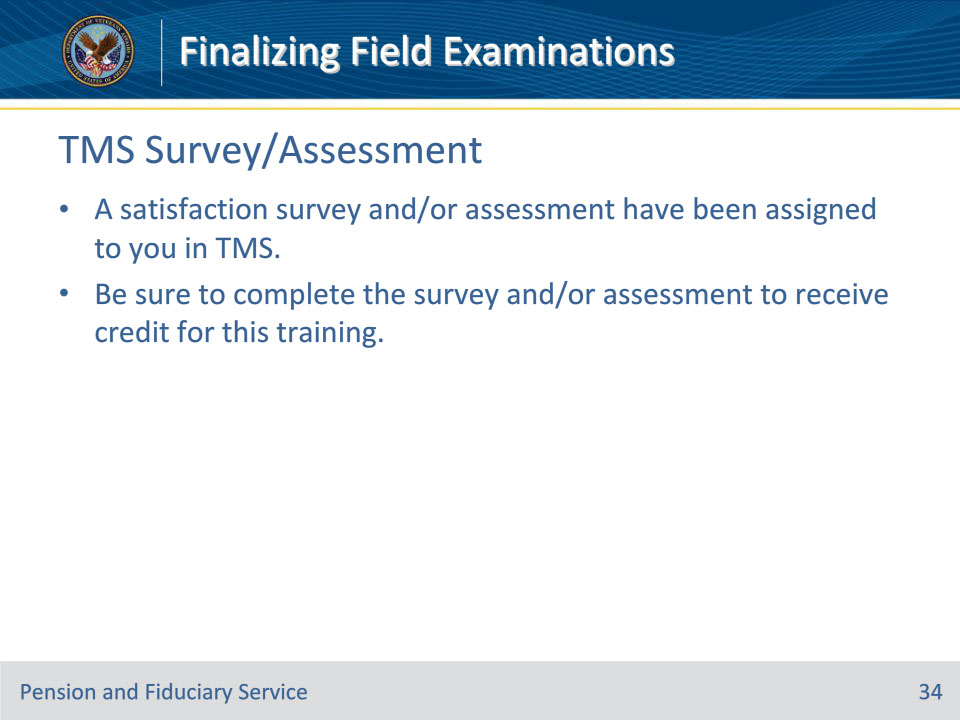 Finalizing Field Examinations
TMS Survey/Assessment
• A satisfaction survey and/or assessment have been assigned
to you in TMS.
• Be sure to complete the survey and/or assessment to receive
credit for this training.
Pension and Fiduciary Service
34